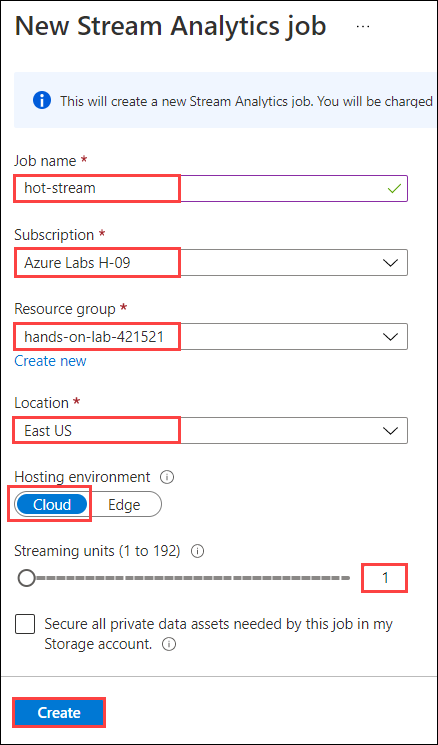 New Stream Analytics job ...
This will create a new Stream Analytics job. You will be charged
Job name *
hot-stream
Subscription *
Azure Labs H-09
Resource group *
hands-on-lab-421521
Create new
Location *
East US
Hosting environment
Cloud Edge
Streaming units (1 to 192)
1
Secure all private data assets needed by this job in my
Storage account.
Create